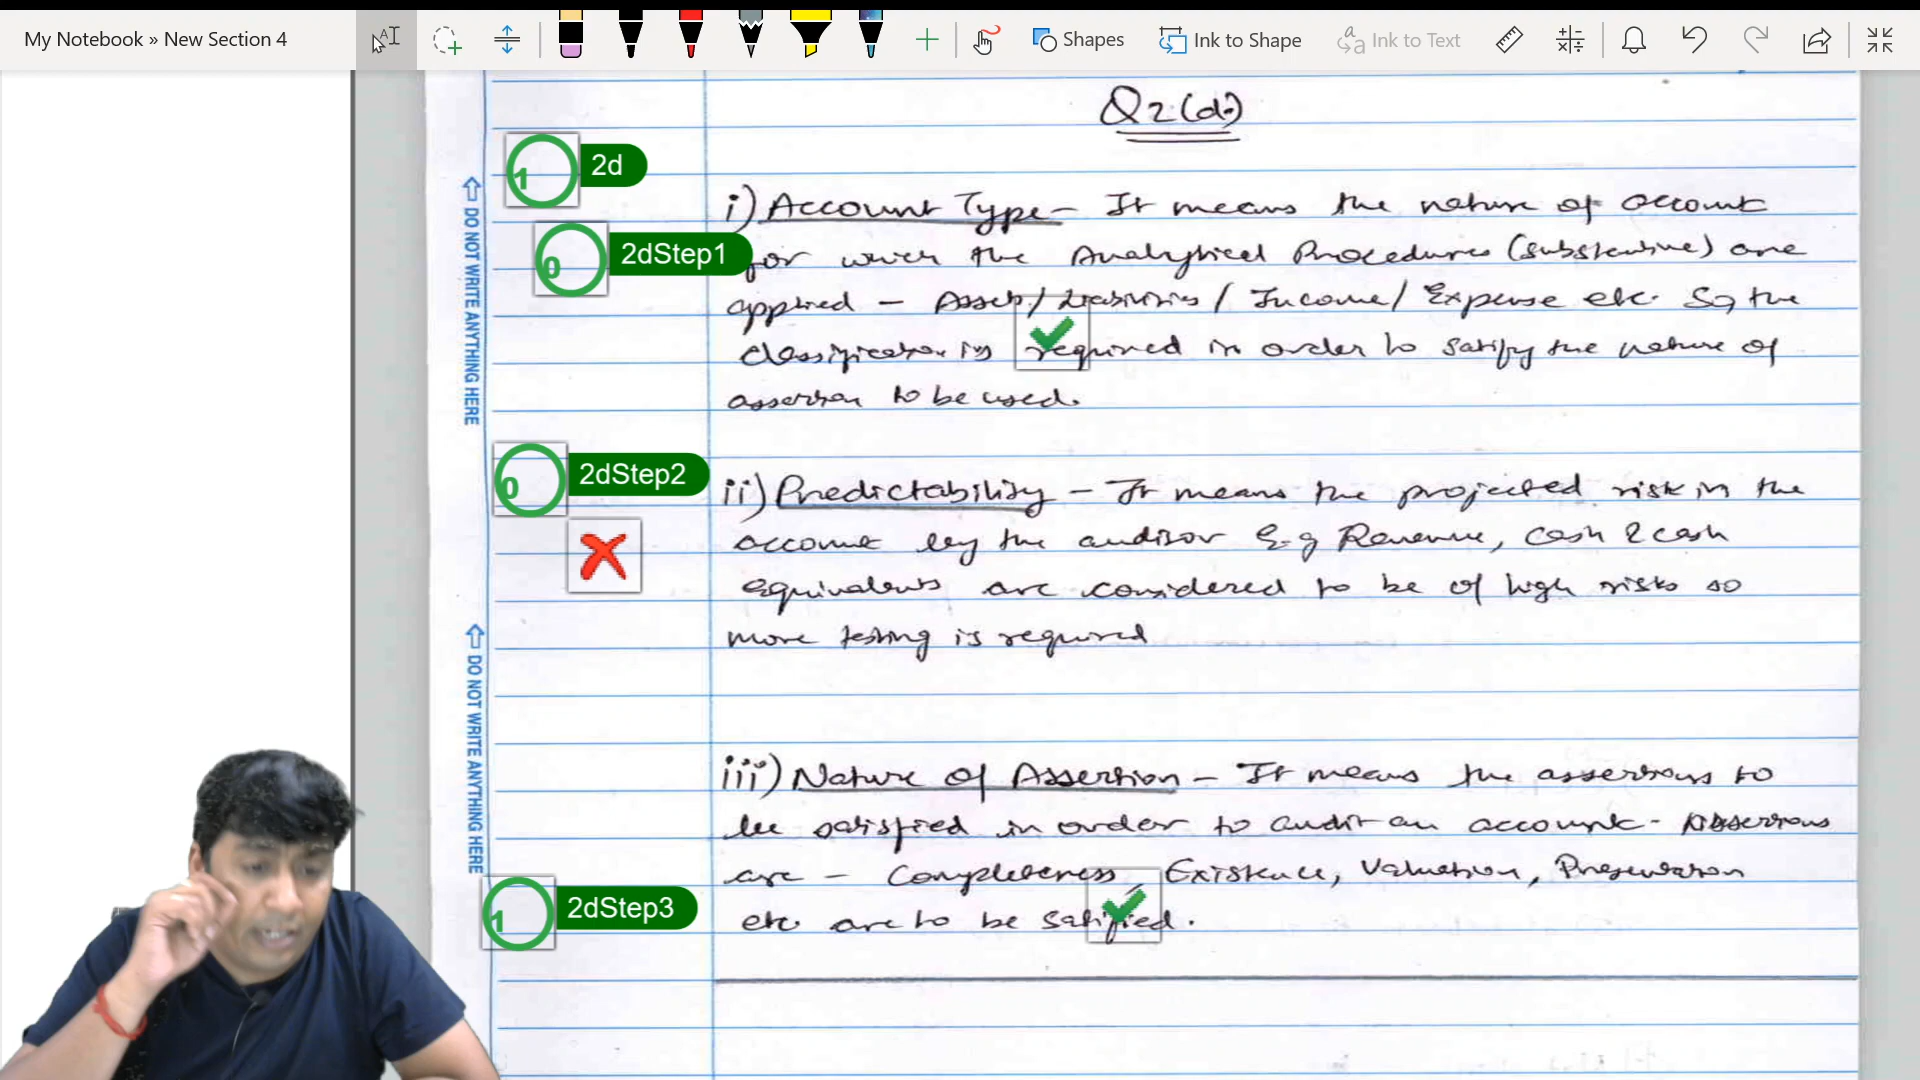 My Notebook » New Section 4
Shapes
Ink to Shape
Ink to Text
Q2(d)
1 2d
i) Account Type - It means the nature of account
0 2dStep1
for which the Analytical Procedures (substantive) are
applied - Assets / Liabilities / Income / Expense etc. So, the
classification is required in order to satify the nature of
assertion to be used.
0 2dStep2
ii) Predictability - It means the projected risk in the
account by the auditor E.g Revenue, Cash & cash
equivalents are considered to be of high risks so
more testing is required
iii) Nature of Assertion - It means the assertions to
be satisfied in order to audit an account - Assertions
are - Completeness, Existence, Valuation, Presentation
1 2dStep3
etc. are to be satified.
DO NOT WRITE ANYTHING HERE
DO NOT WRITE ANYTHING HERE